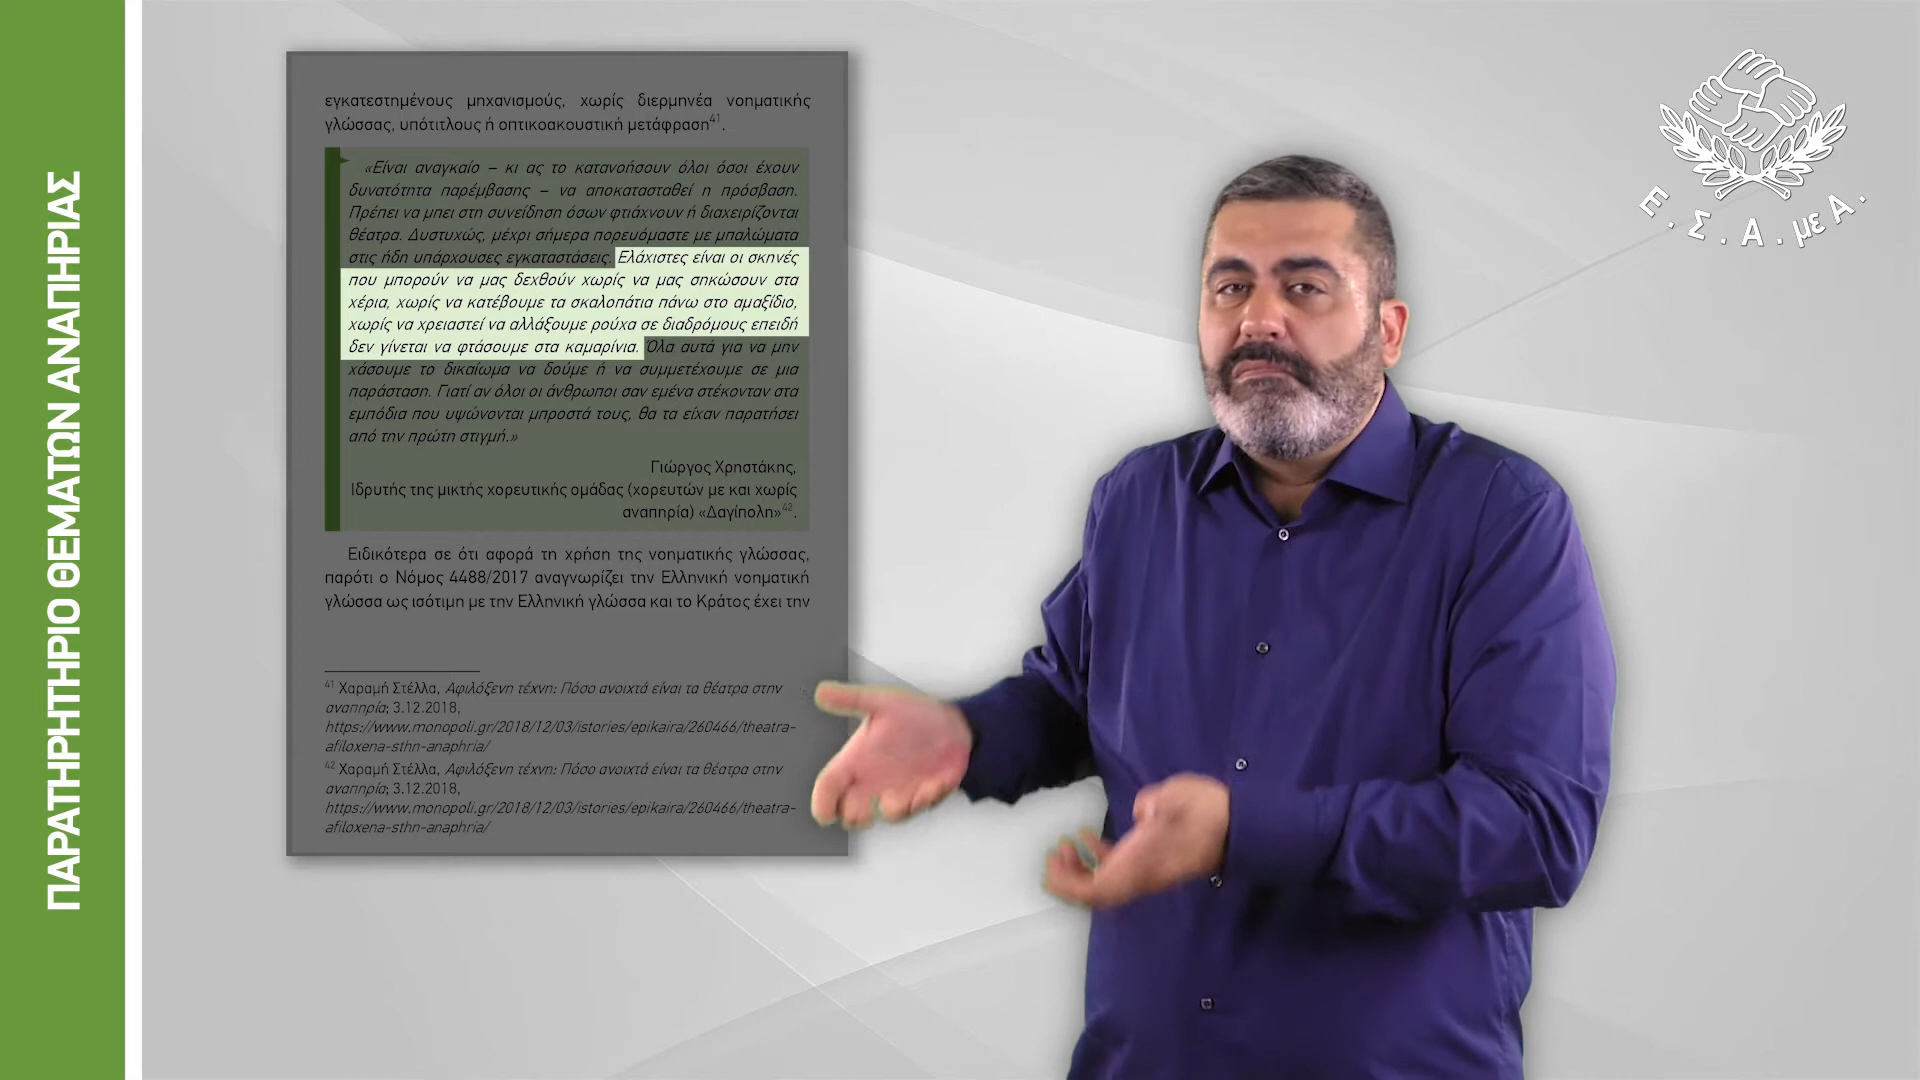 ΠΑΡΑΤΗΡΗΤΗΡΙΟ ΘΕΜΑΤΩΝ ΑΝΑΠΗΡΙΑΣ
εγκατεστημένους μηχανισμούς, χωρίς διερμηνέα νοηματικής
γλώσσας, υπότιτλους ή οπτικοακουστική μετάφραση41.
«Είναι αναγκαίο – κι ας το κατανοήσουν όλοι όσοι έχουν
δυνατότητα παρέμβασης – να αποκατασταθεί η πρόσβαση.
Πρέπει να μπει στη συνείδηση όσων φτιάχνουν ή διαχειρίζονται
θέατρα. Δυστυχώς, μέχρι σήμερα πορευόμαστε με μπαλώματα
στις ήδη υπάρχουσες εγκαταστάσεις. Ελάχιστες είναι οι σκηνές
που μπορούν να μας δεχθούν χωρίς να μας σηκώσουν στα
χέρια, χωρίς να κατέβουμε τα σκαλοπάτια πάνω στο αμαξίδιο,
χωρίς να χρειαστεί να αλλάξουμε ρούχα σε διαδρόμους επειδή
δεν γίνεται να φτάσουμε στα καμαρίνια. Όλα αυτά για να μην
χάσουμε το δικαίωμα να δούμε ή να συμμετέχουμε σε μια
παράσταση. Γιατί αν όλοι οι άνθρωποι σαν εμένα στέκονταν στα
εμπόδια που υψώνονται μπροστά τους, θα τα είχαν παρατήσει
από την πρώτη στιγμή.»
Γιώργος Χρηστάκης,
Ιδρυτής της μικτής χορευτικής ομάδας (χορευτών με και χωρίς
αναπηρία) «Δαγίπολη»42.
Ειδικότερα σε ότι αφορά τη χρήση της νοηματικής γλώσσας,
παρότι ο Νόμος 4488/2017 αναγνωρίζει την Ελληνική νοηματική
γλώσσα ως ισότιμη με την Ελληνική γλώσσα και το Κράτος έχει την
41 Χαραμή Στέλλα, Αφιλόξενη τέχνη: Πόσο ανοιχτά είναι τα θέατρα στην
αναπηρία; 3.12.2018,
https://www.monopoli.gr/2018/12/03/istories/epikaira/260466/theatra-
afiloxena-sthn-anaphria/
42 Χαραμή Στέλλα, Αφιλόξενη τέχνη: Πόσο ανοιχτά είναι τα θέατρα στην
αναπηρία; 3.12.2018,
https://www.monopoli.gr/2018/12/03/istories/epikaira/260466/theatra-
afiloxena-sthn-anaphria/
Ε.Σ.Α.μεΑ.